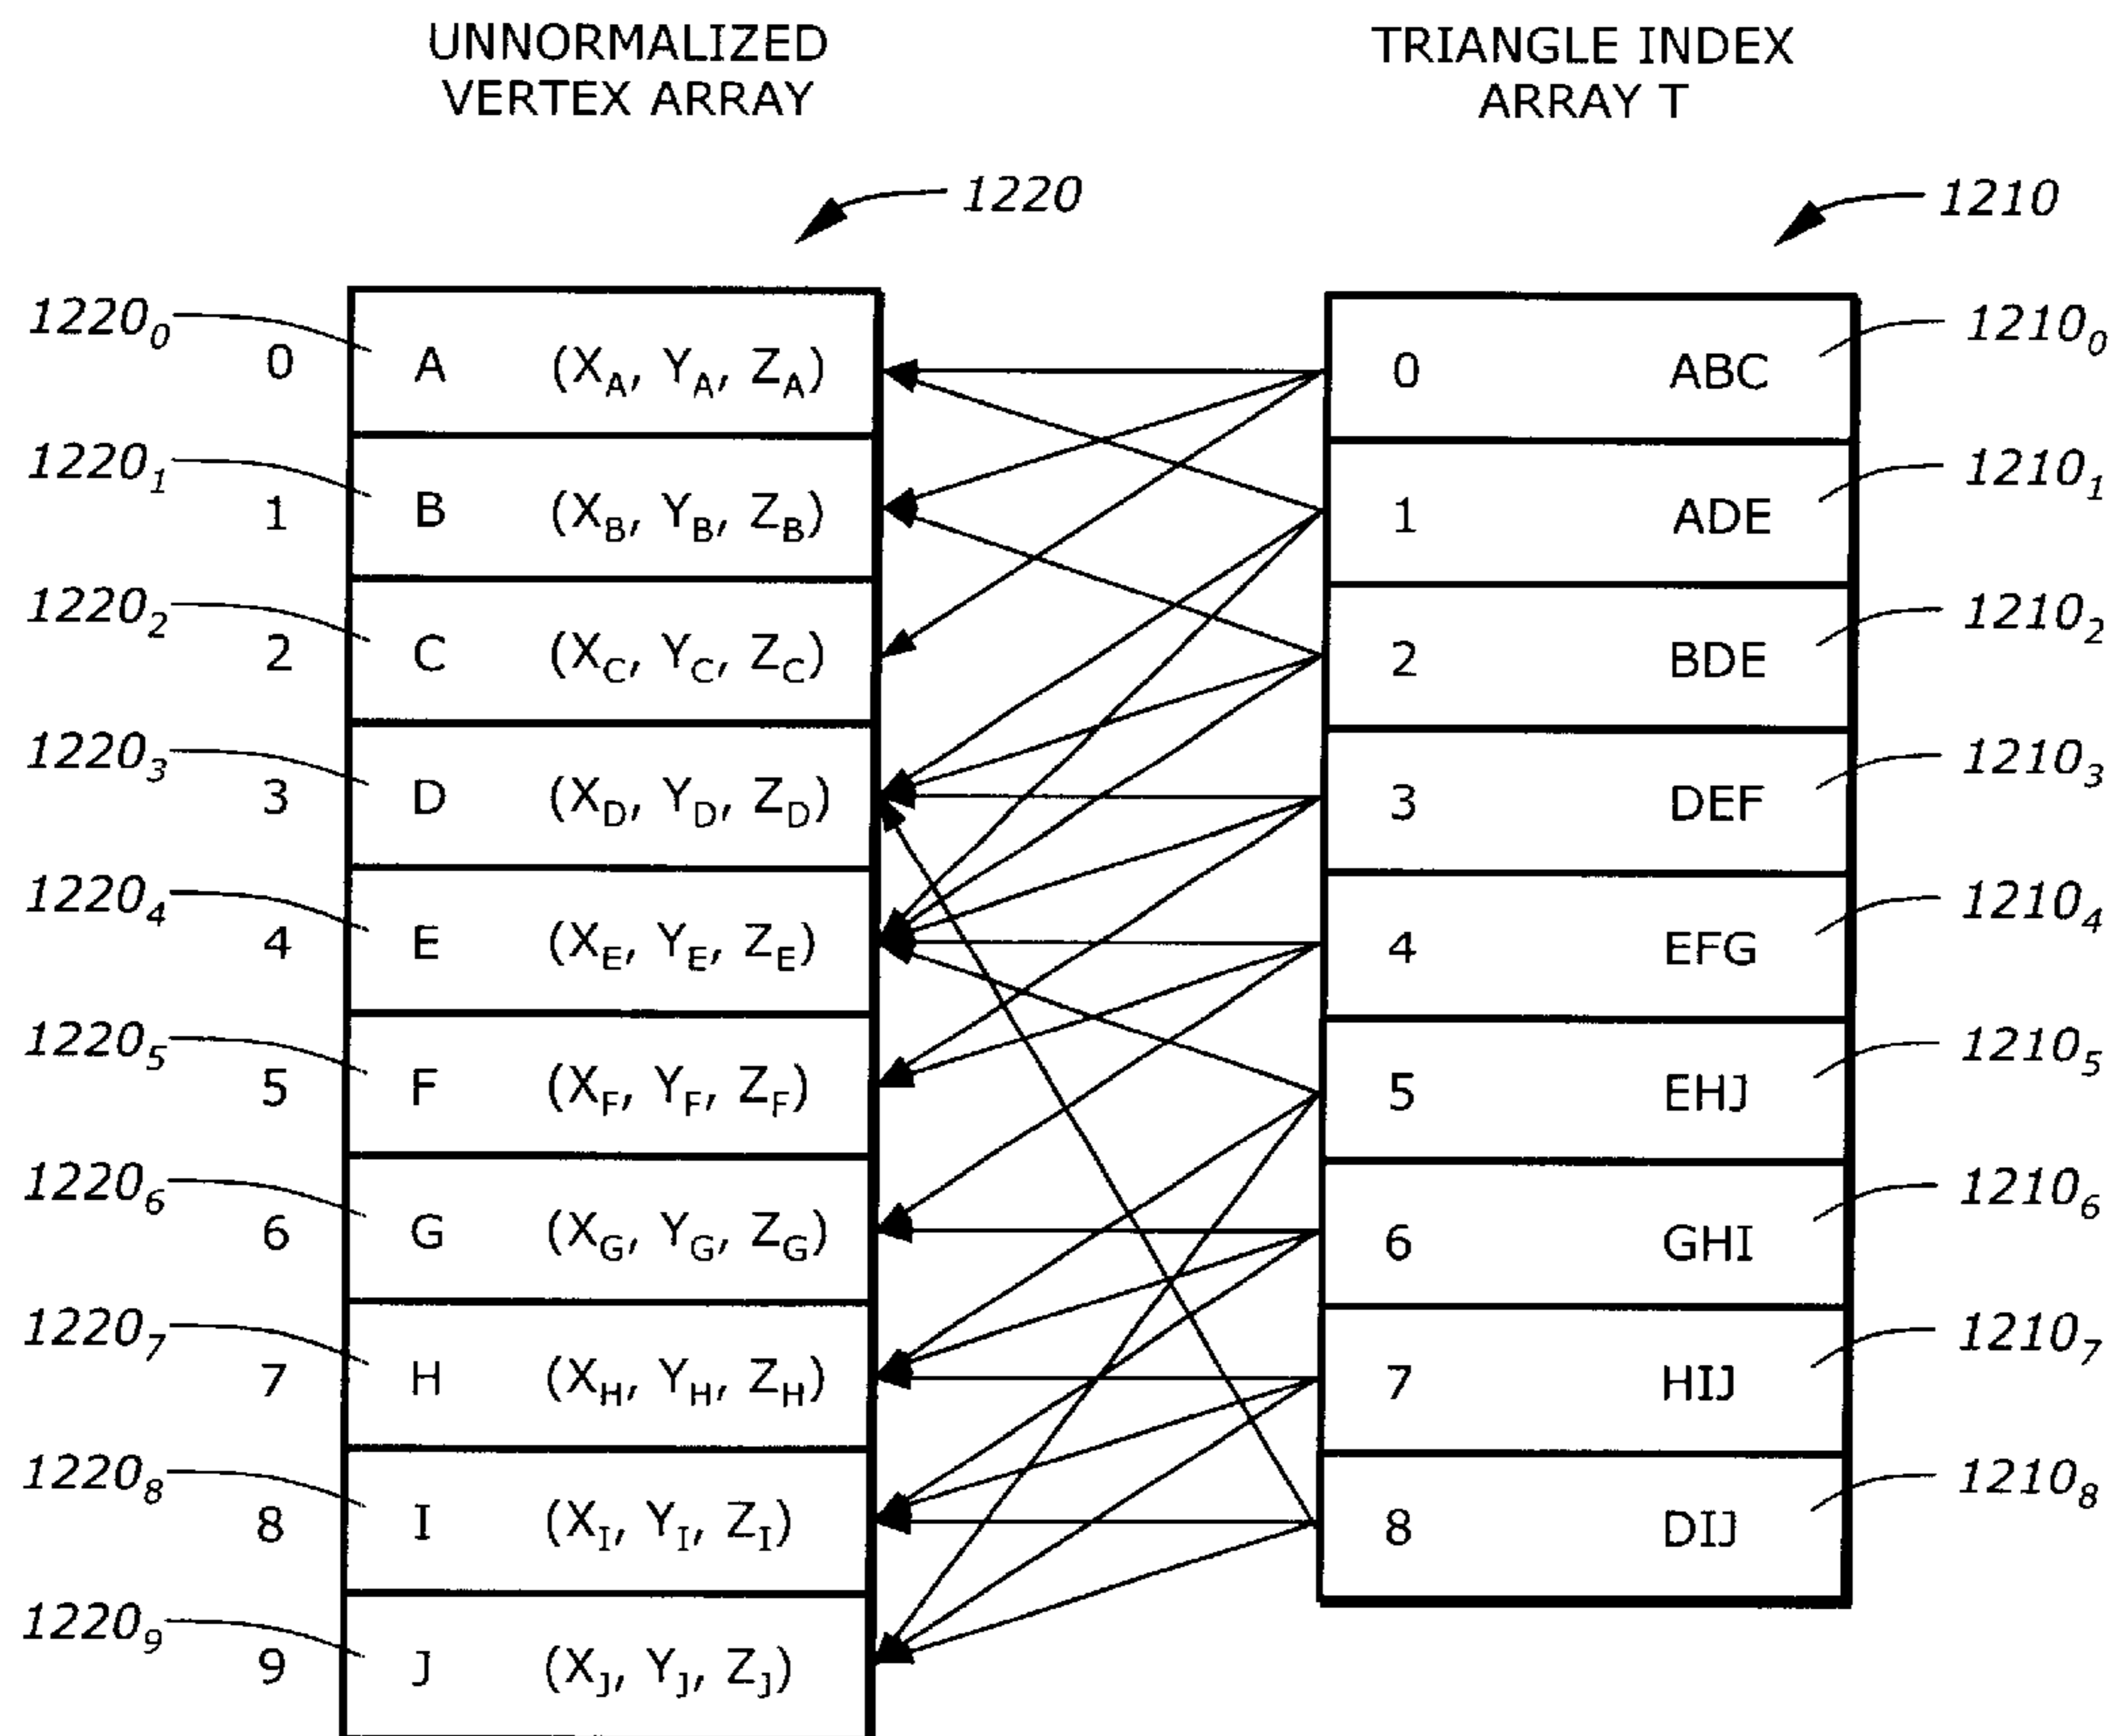 UNNORMALIZED
VERTEX ARRAY
TRIANGLE INDEX
ARRAY T
1220
1210
1220₀ 0 A (X_A, Y_A, Z_A)
1220₁ 1 B (X_B, Y_B, Z_B)
1220₂ 2 C (X_C, Y_C, Z_C)
1220₃ 3 D (X_D, Y_D, Z_D)
1220₄ 4 E (X_E, Y_E, Z_E)
1220₅ 5 F (X_F, Y_F, Z_F)
1220₆ 6 G (X_G, Y_G, Z_G)
1220₇ 7 H (X_H, Y_H, Z_H)
1220₈ 8 I (X_I, Y_I, Z_I)
1220₉ 9 J (X_J, Y_J, Z_J)
0 ABC 1210₀
1 ADE 1210₁
2 BDE 1210₂
3 DEF 1210₃
4 EFG 1210₄
5 EHJ 1210₅
6 GHI 1210₆
7 HIJ 1210₇
8 DIJ 1210₈